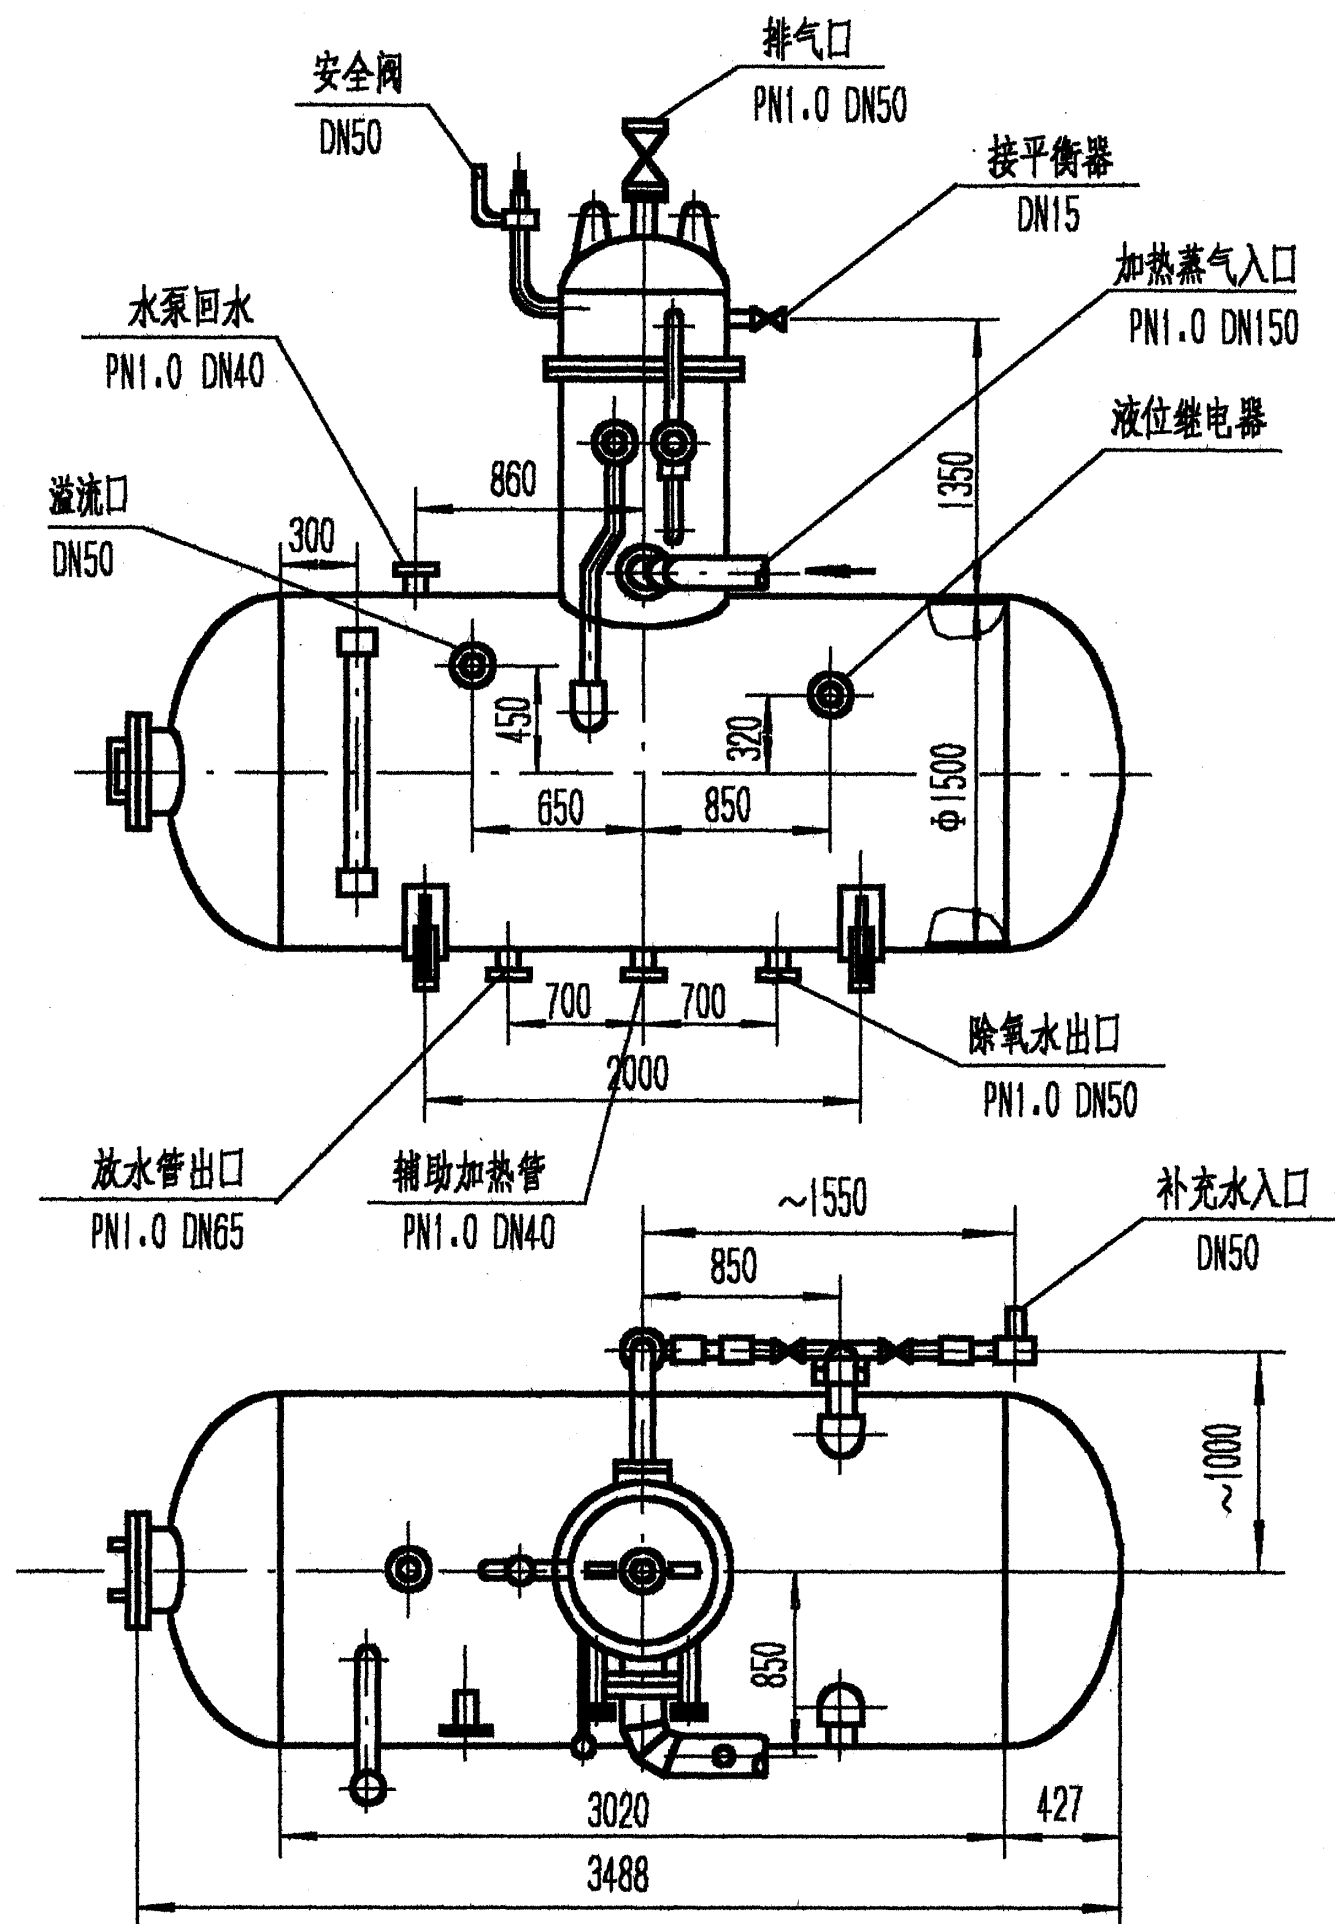 排气口
PN1.0 DN50
安全阀
DN50
接平衡器
DN15
加热蒸气入口
PN1.0 DN150
水泵回水
PN1.0 DN40
液位继电器
溢流口
DN50
860
300
1350
450
320
650
850
Φ1500
700
700
2000
除氧水出口
PN1.0 DN50
放水管出口
PN1.0 DN65
辅助加热管
PN1.0 DN40
补充水入口
DN50
~1550
850
~1000
850
3020
427
3488